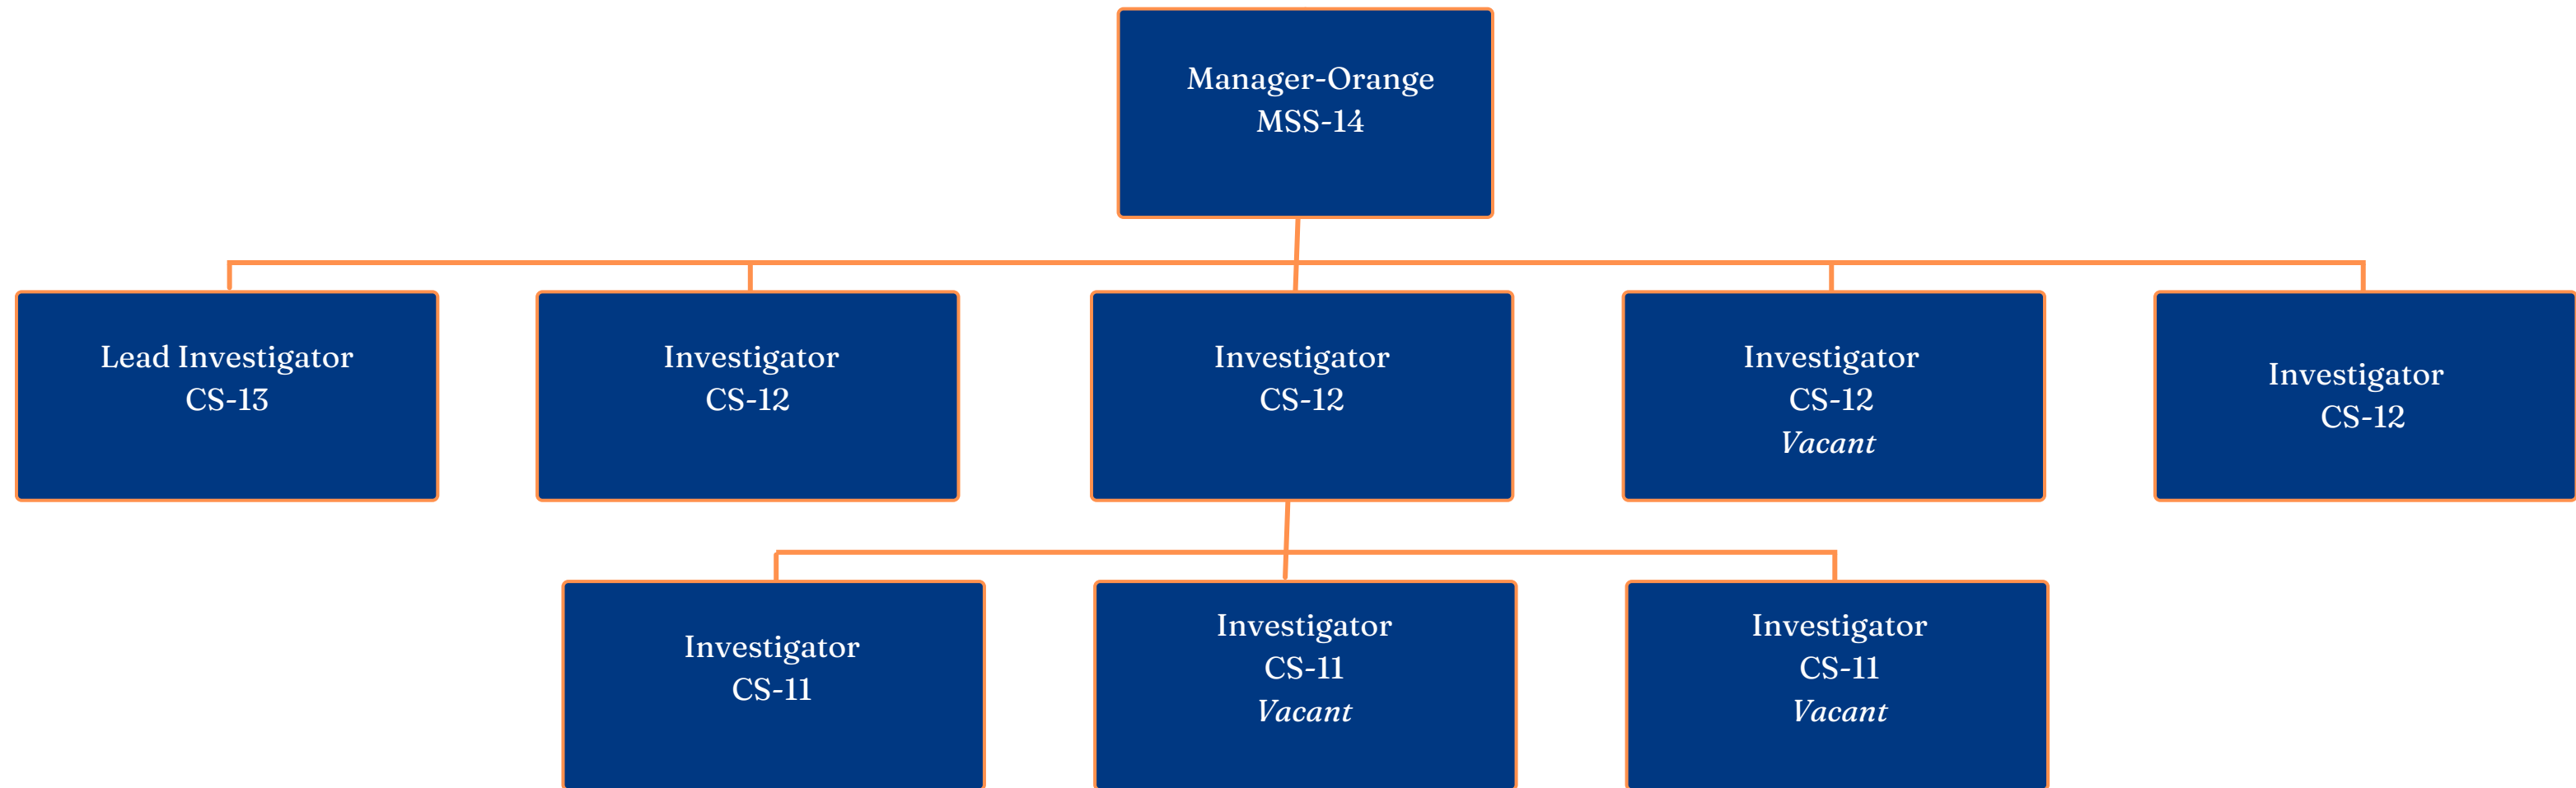 Manager-Orange
MSS-14
Lead Investigator
CS-13
Investigator
CS-12
Investigator
CS-12
Investigator
CS-12
Vacant
Investigator
CS-12
Investigator
CS-11
Investigator
CS-11
Vacant
Investigator
CS-11
Vacant